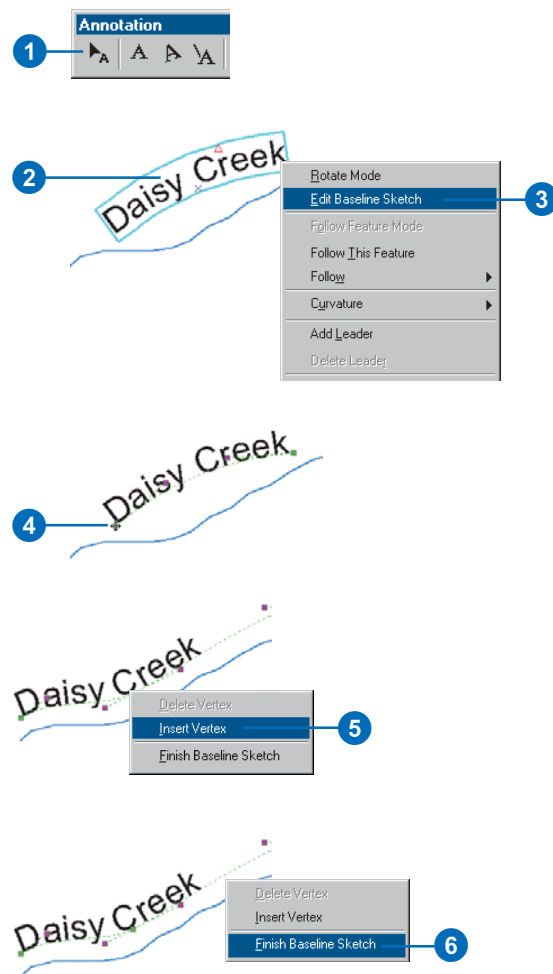 Annotation
1
A A A A
2
Daisy Creek
Rotate Mode
Edit Baseline Sketch
3
Follow Feature Mode
Follow This Feature
Follow
Curvature
Add Leader
Delete Leader
Daisy Creek
4
Daisy Creek
Delete Vertex
Insert Vertex
5
Finish Baseline Sketch
Daisy Creek
Delete Vertex
Insert Vertex
Finish Baseline Sketch
6